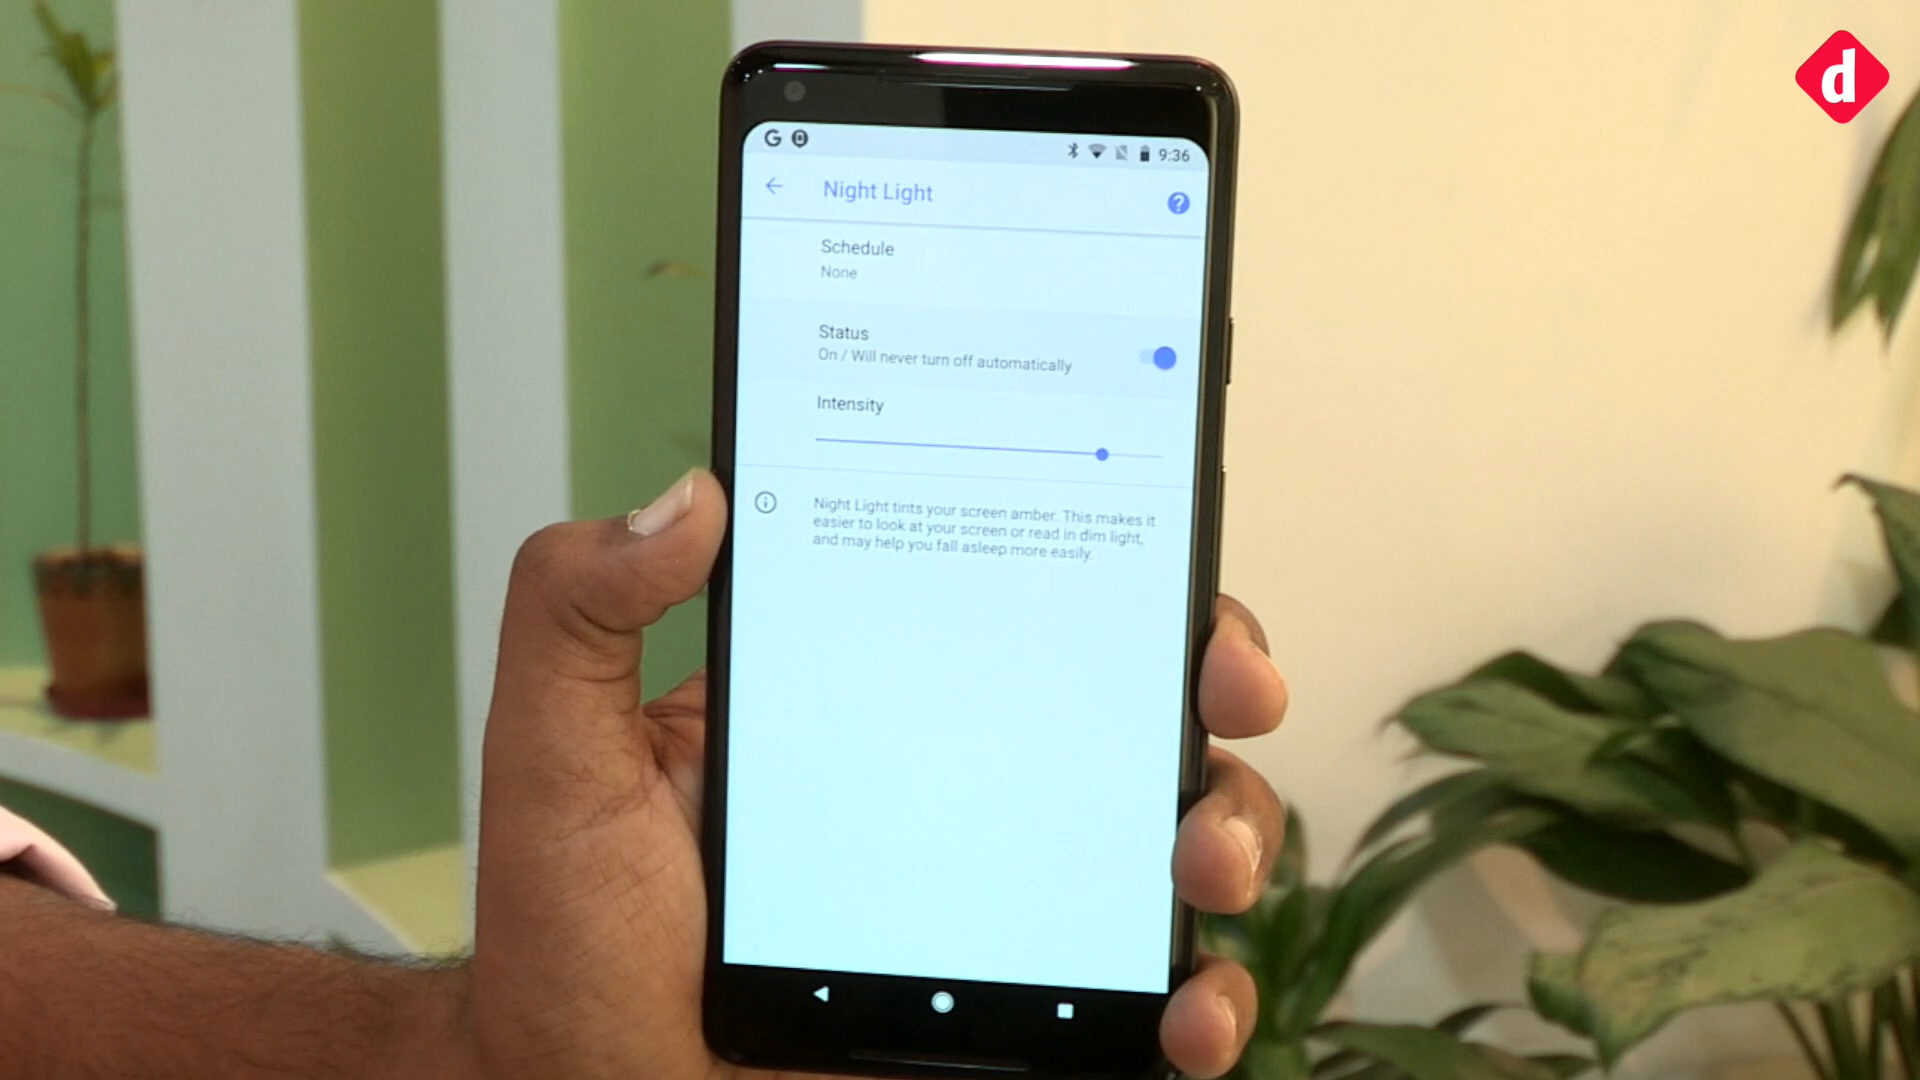 d
9:36
Night Light
?
Schedule
None
Status
On / Will never turn off automatically
Intensity
Night Light tints your screen amber. This makes it
easier to look at your screen or read in dim light,
and may help you fall asleep more easily.